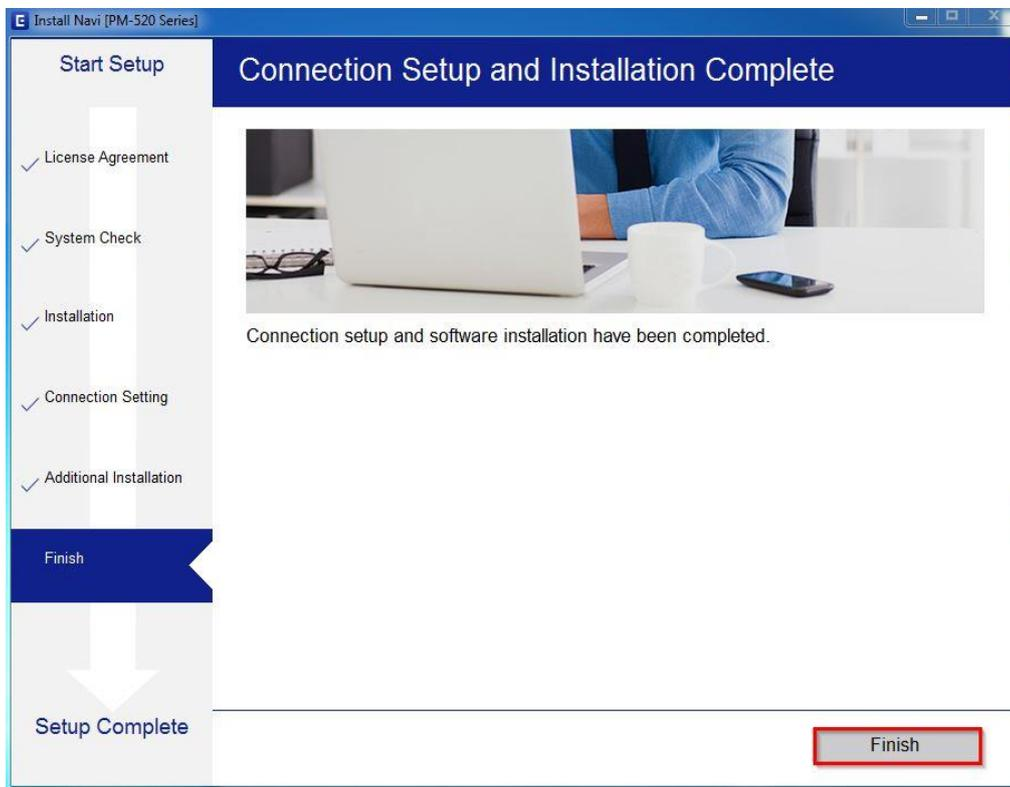 E Install Navi [PM-520 Series]
Start Setup
Connection Setup and Installation Complete
License Agreement
System Check
Installation
Connection setup and software installation have been completed.
Connection Setting
Additional Installation
Finish
Setup Complete
Finish